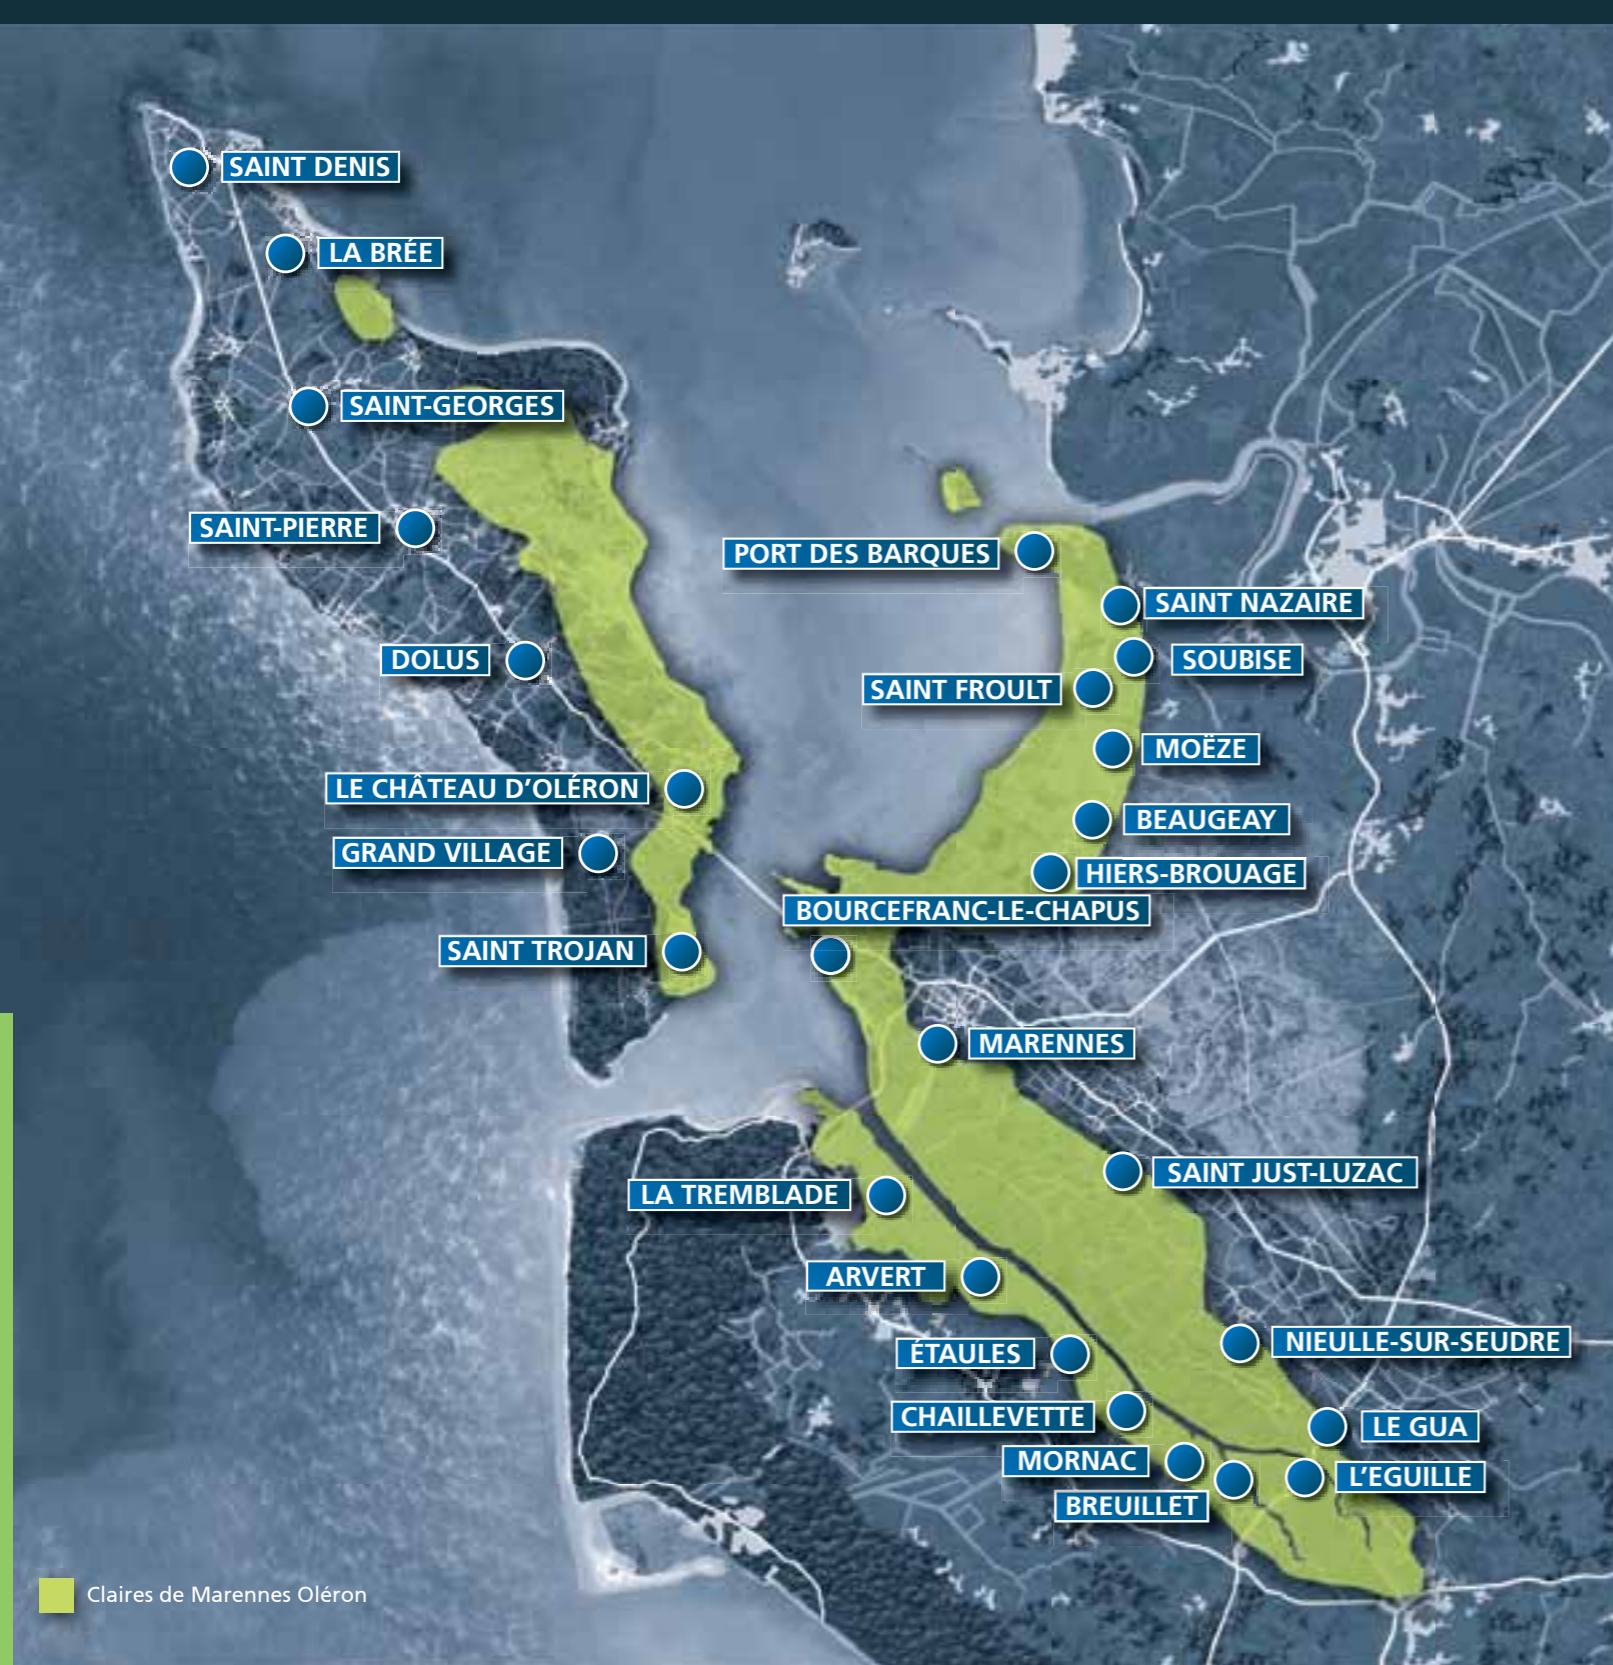 SAINT DENIS
LA BRÉE
SAINT-GEORGES
SAINT-PIERRE
PORT DES BARQUES
SAINT NAZAIRE
DOLUS
SOUBISE
SAINT FROULT
MOËZE
LE CHÂTEAU D’OLÉRON
BEAUGEAY
GRAND VILLAGE
HIERS-BROUAGE
BOURCEFRANC-LE-CHAPUS
SAINT TROJAN
MARENNES
SAINT JUST-LUZAC
LA TREMBLADE
ARVERT
NIEULLE-SUR-SEUDRE
ÉTAULES
CHAILLEVETTE
LE GUA
MORNAC
L’EGUILLE
BREUILLET
Claires de Marennes Oléron